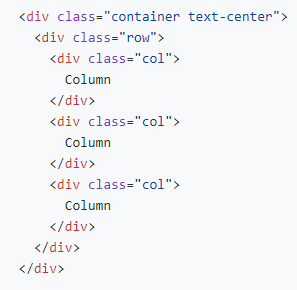 <div class="container text-center">
  <div class="row">
    <div class="col">
      Column
    </div>
    <div class="col">
      Column
    </div>
    <div class="col">
      Column
    </div>
  </div>
</div>